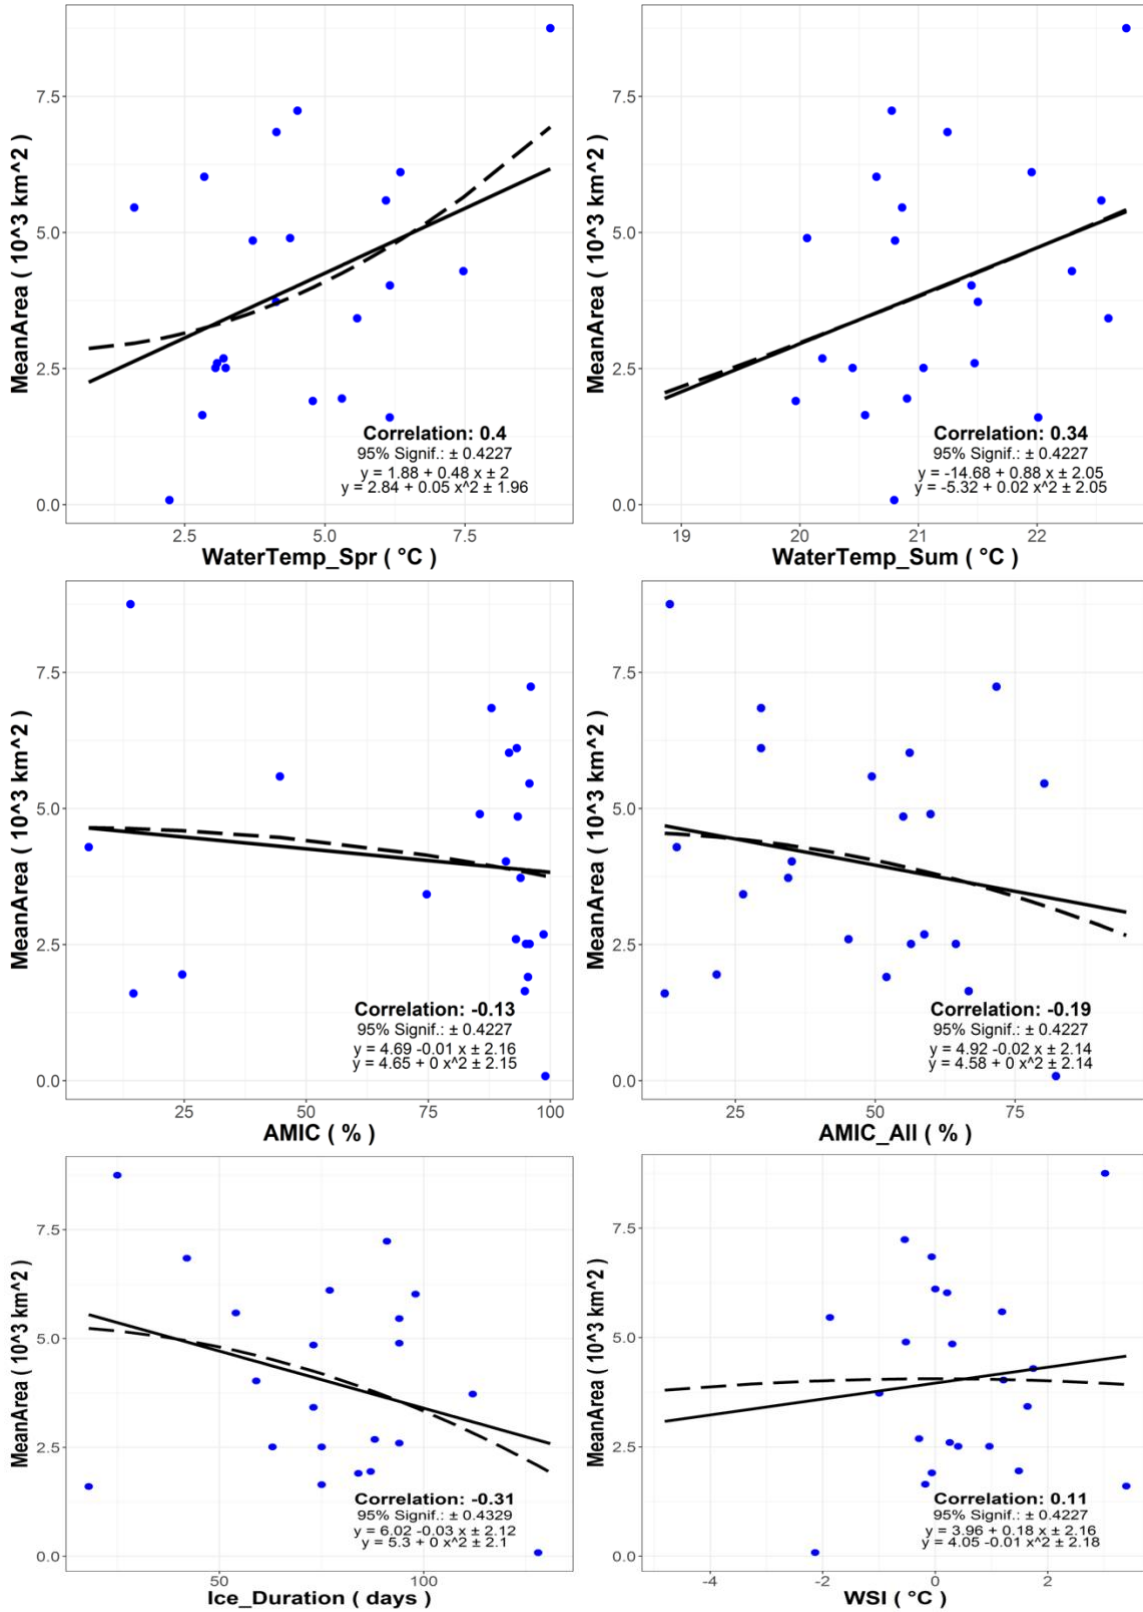 MeanArea ( 10^3 km^2 )
7.5
5.0
2.5
0.0
Correlation: 0.4
95% Signif.: ± 0.4227
y = 1.88 + 0.48 x ± 2
y = 2.84 + 0.05 x^2 ± 1.96
2.5 5.0 7.5
WaterTemp_Spr ( °C )
MeanArea ( 10^3 km^2 )
7.5
5.0
2.5
0.0
Correlation: 0.34
95% Signif.: ± 0.4227
y = -14.68 + 0.88 x ± 2.05
y = -5.32 + 0.02 x^2 ± 2.05
19 20 21 22
WaterTemp_Sum ( °C )
MeanArea ( 10^3 km^2 )
7.5
5.0
2.5
0.0
Correlation: -0.13
95% Signif.: ± 0.4227
y = 4.69 -0.01 x ± 2.16
y = 4.65 + 0 x^2 ± 2.15
25 50 75 100
AMIC ( % )
MeanArea ( 10^3 km^2 )
7.5
5.0
2.5
0.0
Correlation: -0.19
95% Signif.: ± 0.4227
y = 4.92 -0.02 x ± 2.14
y = 4.58 + 0 x^2 ± 2.14
25 50 75
AMIC_All ( % )
MeanArea ( 10^3 km^2 )
7.5
5.0
2.5
0.0
Correlation: -0.31
95% Signif.: ± 0.4329
y = 6.02 -0.03 x ± 2.12
y = 5.3 + 0 x^2 ± 2.1
50 100
Ice_Duration ( days )
MeanArea ( 10^3 km^2 )
7.5
5.0
2.5
0.0
Correlation: 0.11
95% Signif.: ± 0.4227
y = 3.96 + 0.18 x ± 2.16
y = 4.05 -0.01 x^2 ± 2.18
-4 -2 0 2
WSI ( °C )